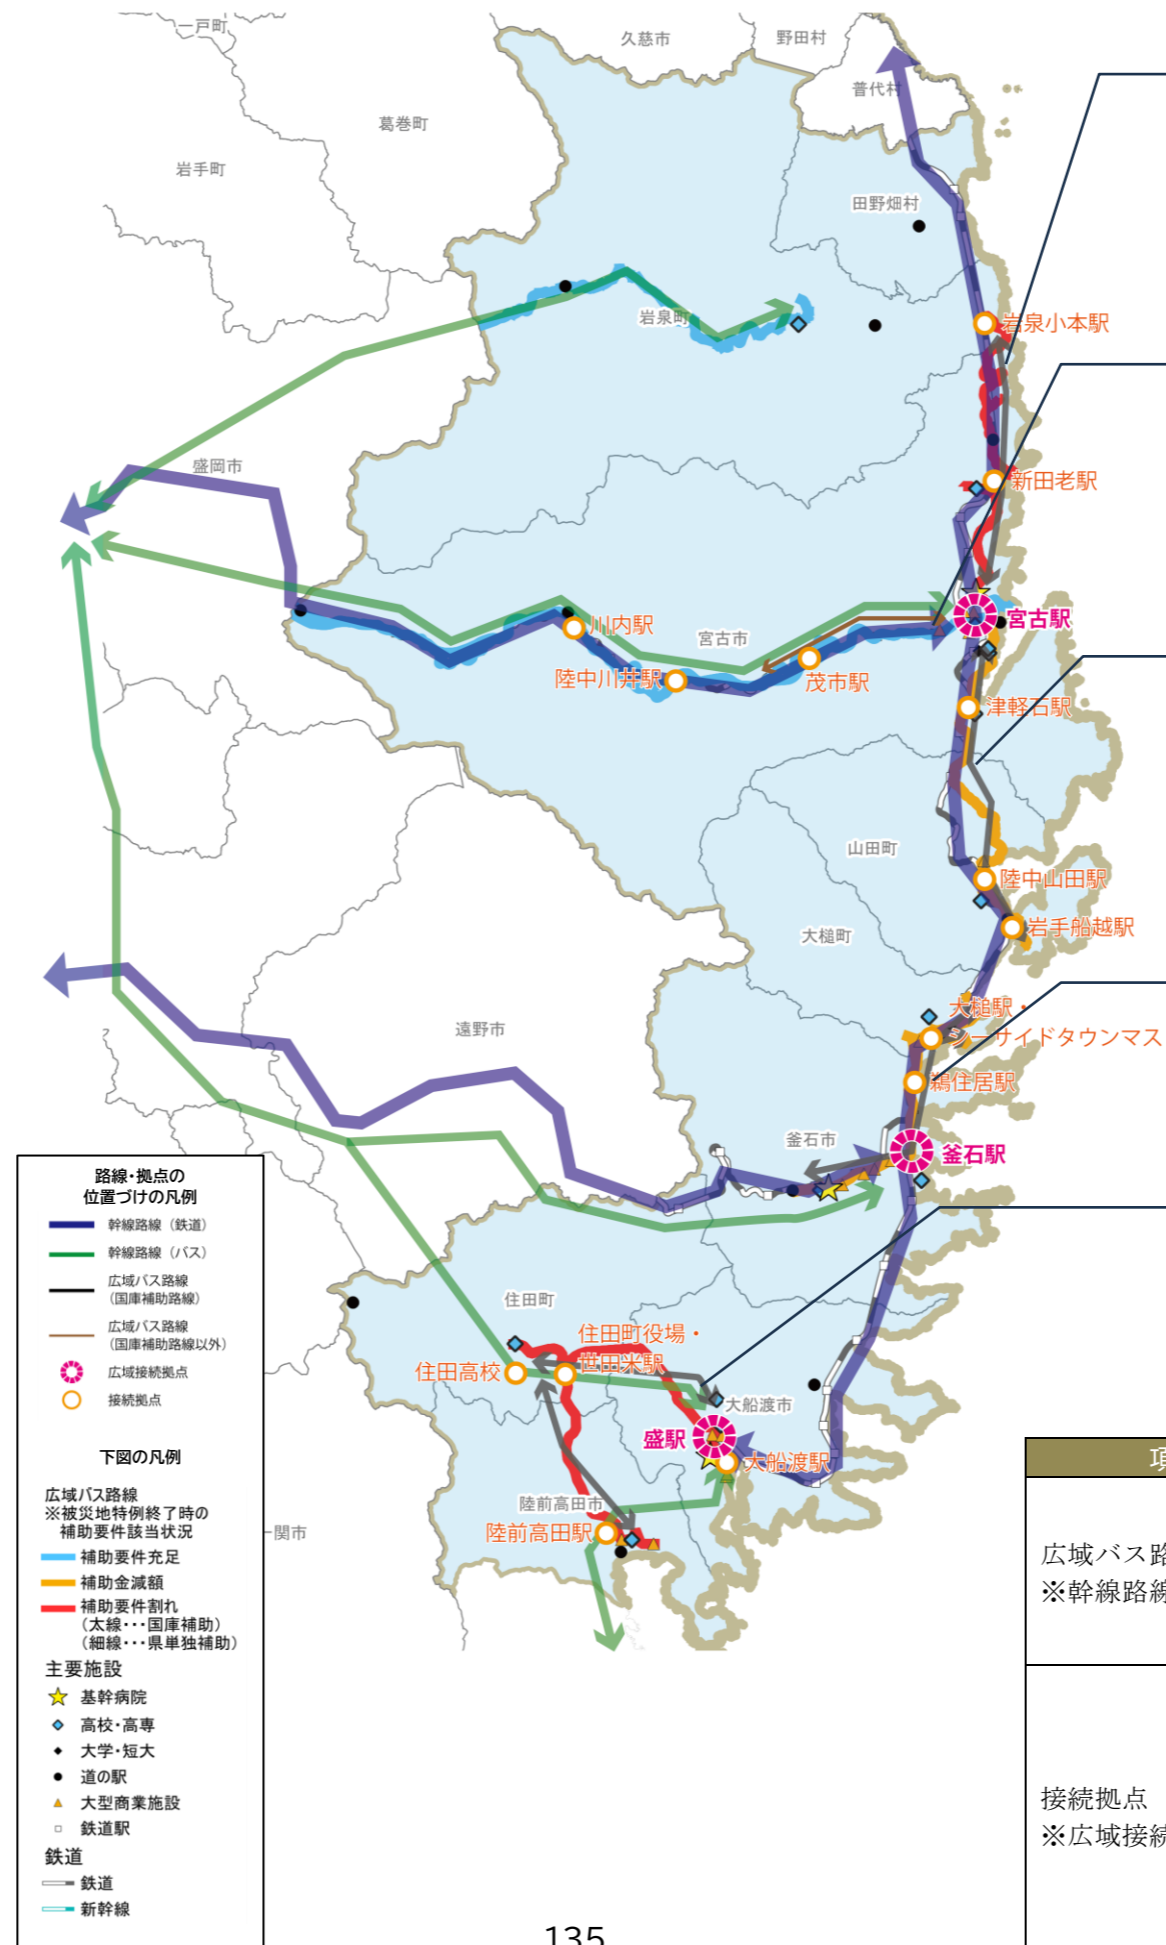 一戸町
久慈市
野田村
普代村
葛巻町
岩手町
田野畑村
岩泉町
岩泉小本駅
盛岡市
新田老駅
宮古駅
川内駅
宮古市
陸中川井駅
茂市駅
津軽石駅
山田町
陸中山田駅
大槌町
岩手船越駅
大槌駅・
シーサイドタウンマスト
遠野市
鵜住居駅
釜石市
釜石駅
住田町
住田町役場・
世田米駅
住田高校
大船渡市
盛駅
大船渡駅
陸前高田市
陸前高田駅
一関市
路線・拠点の
位置づけの凡例
幹線路線（鉄道）
幹線路線（バス）
広域バス路線
（国庫補助路線）
広域バス路線
（国庫補助路線以外）
広域接続拠点
接続拠点
下図の凡例
広域バス路線
※被災地特例終了時の
補助要件該当状況
補助要件充足
補助金減額
補助要件割れ
（太線・・・国庫補助）
（細線・・・県単独補助）
主要施設
基幹病院
高校・高専
大学・短大
道の駅
大型商業施設
鉄道駅
鉄道
鉄道
新幹線
項
広域バス路
※幹線路線
接続拠点
※広域接続
135